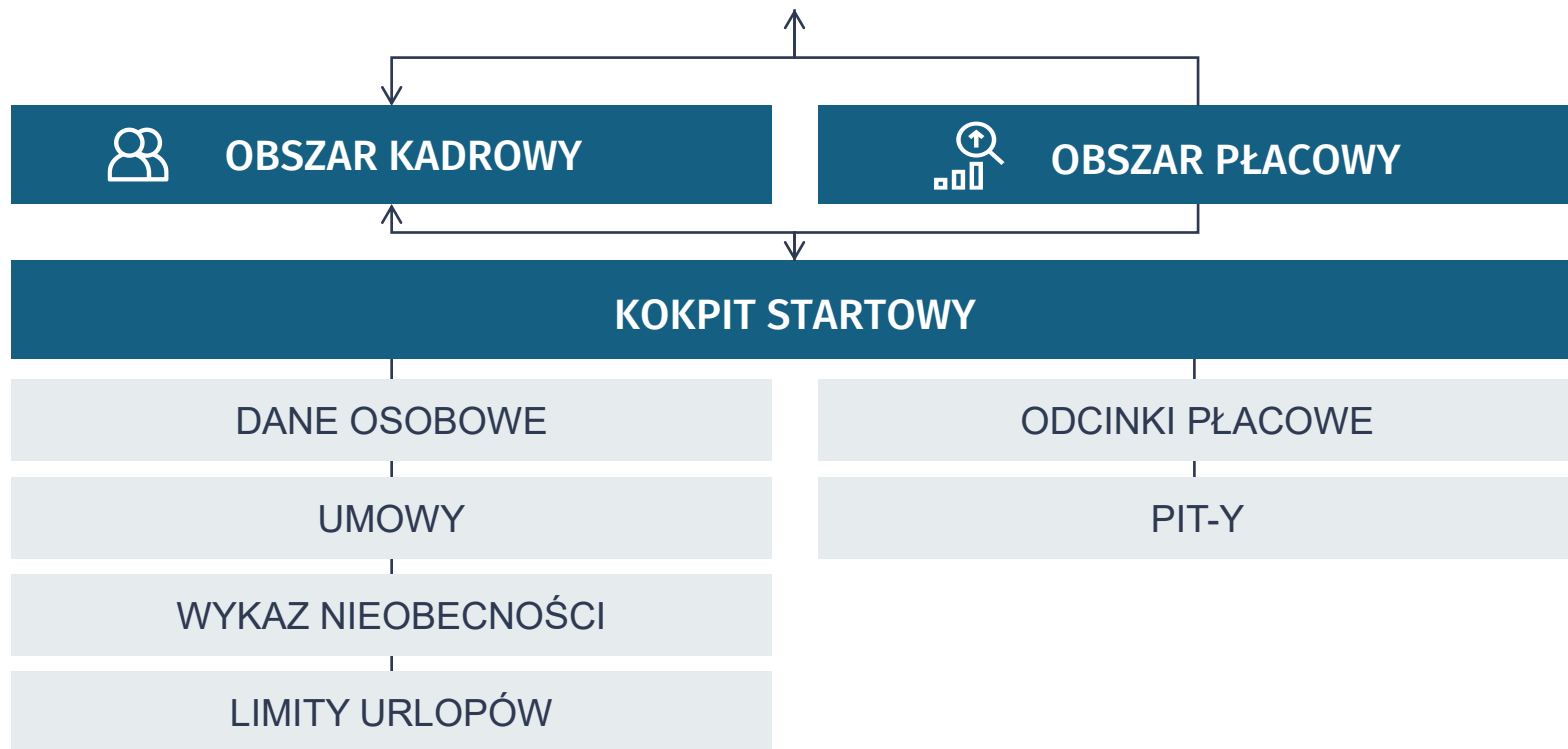 OBSZAR KADROWY
OBSZAR PŁACOWY
KOKPIT STARTOWY
DANE OSOBOWE
ODCINKI PŁACOWE
UMOWY
PIT-Y
WYKAZ NIEOBECNOŚCI
LIMITY URLOPÓW